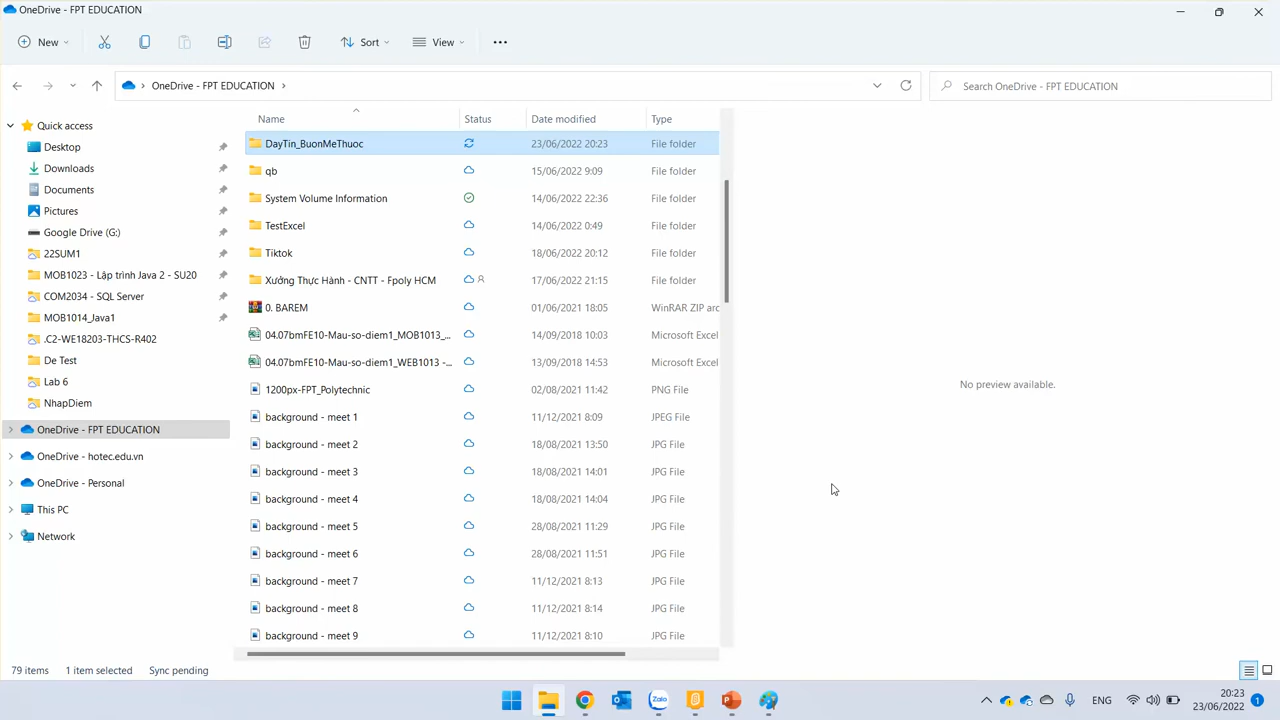 OneDrive - FPT EDUCATION
New
Sort
View
OneDrive - FPT EDUCATION
Search OneDrive - FPT EDUCATION
Quick access
Desktop
Downloads
Documents
Pictures
Google Drive (G:)
22SUM1
MOB1023 - Lập trình Java 2 - SU20
COM2034 - SQL Server
MOB1014_Java1
.C2-WE18203-THCS-R402
De Test
Lab 6
NhapDiem
OneDrive - FPT EDUCATION
OneDrive - hotec.edu.vn
OneDrive - Personal
This PC
Network
Name Status Date modified Type
DayTin_BuonMeThuoc 23/06/2022 20:23 File folder
qb 15/06/2022 9:09 File folder
System Volume Information 14/06/2022 22:36 File folder
TestExcel 14/06/2022 0:49 File folder
Tiktok 18/06/2022 20:12 File folder
Xưởng Thực Hành - CNTT - Fpoly HCM 17/06/2022 21:15 File folder
0. BAREM 01/06/2021 18:05 WinRAR ZIP arc
04.07bmFE10-Mau-so-diem1_MOB1013_... 14/09/2018 10:03 Microsoft Excel
04.07bmFE10-Mau-so-diem1_WEB1013 -... 13/09/2018 14:53 Microsoft Excel
1200px-FPT_Polytechnic 02/08/2021 11:42 PNG File
background - meet 1 11/12/2021 8:09 JPEG File
background - meet 2 18/08/2021 13:50 JPG File
background - meet 3 18/08/2021 14:01 JPG File
background - meet 4 18/08/2021 14:04 JPG File
background - meet 5 28/08/2021 11:29 JPG File
background - meet 6 28/08/2021 11:51 JPG File
background - meet 7 11/12/2021 8:13 JPG File
background - meet 8 11/12/2021 8:14 JPG File
background - meet 9 11/12/2021 8:10 JPG File
No preview available.
79 items 1 item selected Sync pending
Zalo
ENG
20:23
23/06/2022
1